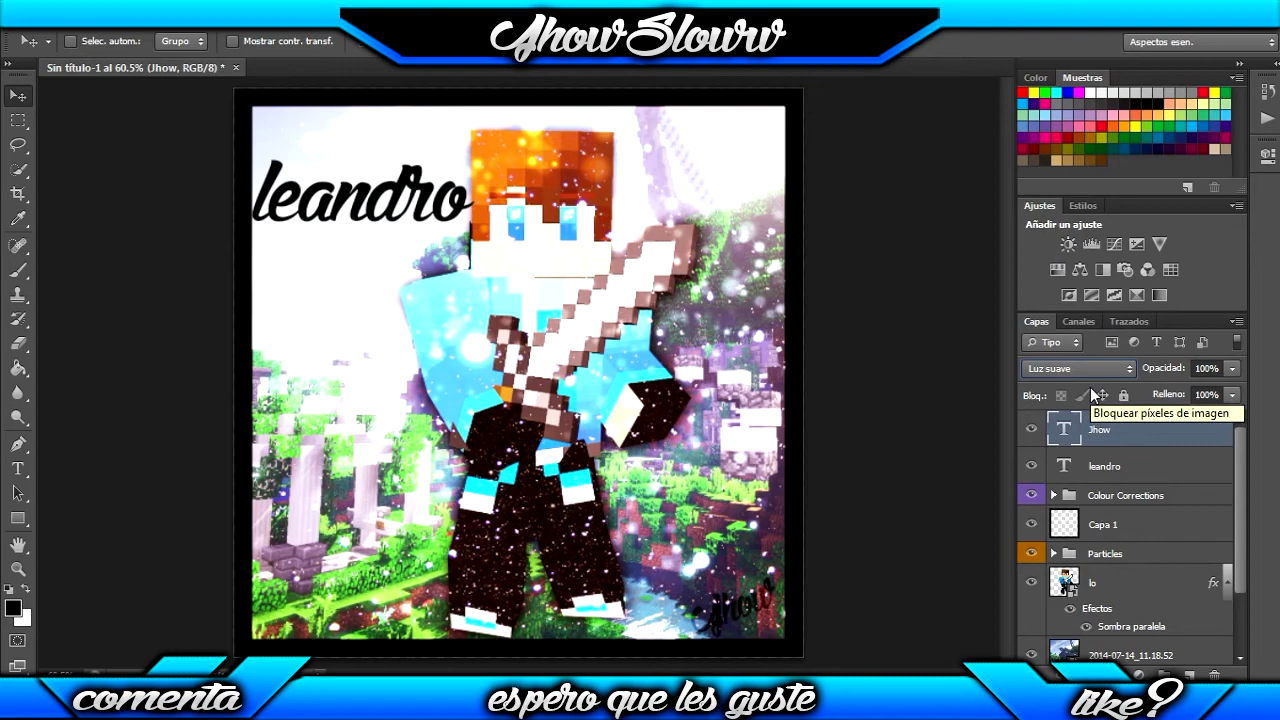 JhowSlowv
Selec. autom.: Grupo Mostrar contr. transf. Aspectos esen.
Sin título-1 al 60.5% (Jhow, RGB/8) * ×
Color Muestras
leandro
Ajustes Estilos
Añadir un ajuste
Capas Canales Trazados
Tipo
Luz suave Opacidad: 100%
Bloq.: Relleno: 100%
Bloquear píxeles de imagen
T Jhow
T leandro
Colour Corrections
Capa 1
Particles
lo fx
Efectos
Sombra paralela
2014-07-14_11.18.52
Jhow
comenta espero que les guste like?